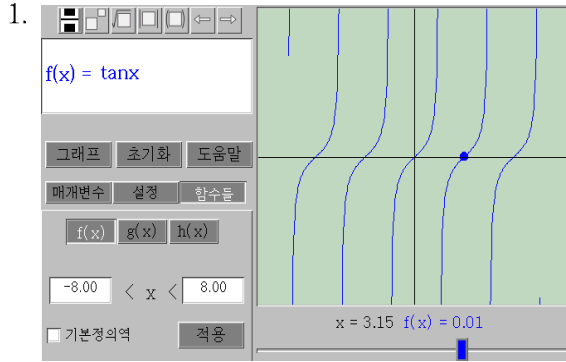 1.
f(x) = tanx
그래프 초기화 도움말
매개변수 설정 함수들
f(x) g(x) h(x)
-8.00 < x < 8.00
기본정의역 적용
x = 3.15 f(x) = 0.01